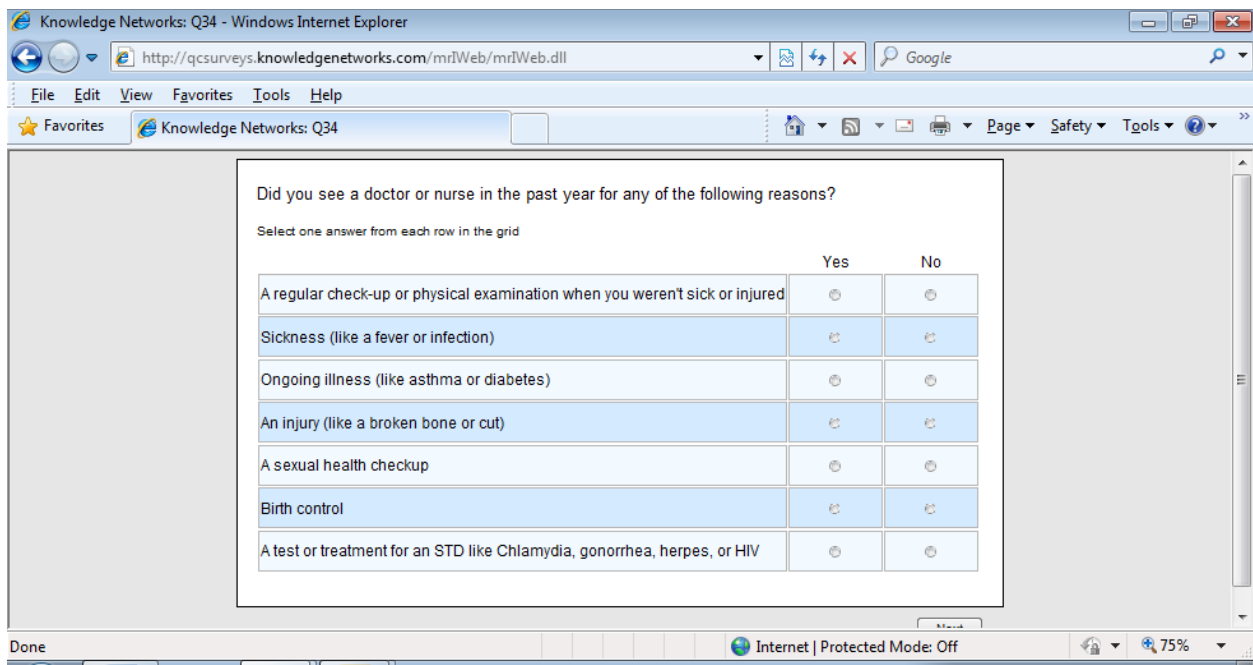 Knowledge Networks: Q34 - Windows Internet Explorer
http://qcsurveys.knowledgenetworks.com/mrIWeb/mrIWeb.dll
Google
File Edit View Favorites Tools Help
Favorites Knowledge Networks: Q34 Page Safety Tools
Did you see a doctor or nurse in the past year for any of the following reasons?
Select one answer from each row in the grid
Yes No
A regular check-up or physical examination when you weren't sick or injured
Sickness (like a fever or infection)
Ongoing illness (like asthma or diabetes)
An injury (like a broken bone or cut)
A sexual health checkup
Birth control
A test or treatment for an STD like Chlamydia, gonorrhea, herpes, or HIV
Done Internet | Protected Mode: Off 75%